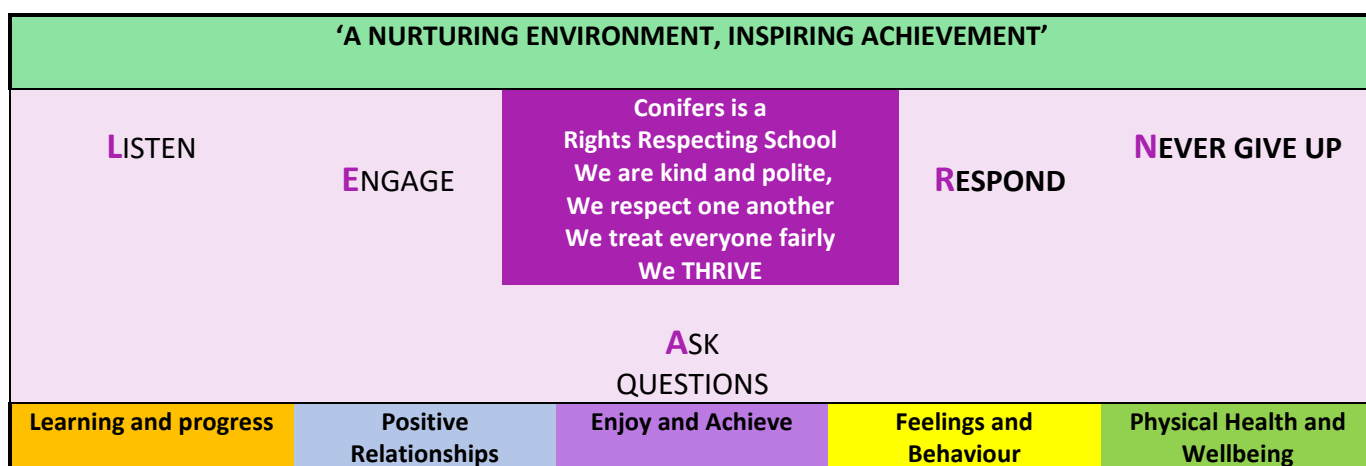 ‘A NURTURING ENVIRONMENT, INSPIRING ACHIEVEMENT’
LISTEN
ENGAGE
Conifers is a
Rights Respecting School
We are kind and polite,
We respect one another
We treat everyone fairly
We THRIVE
ASK
QUESTIONS
RESPOND
NEVER GIVE UP
Learning and progress
Positive
Relationships
Enjoy and Achieve
Feelings and
Behaviour
Physical Health and
Wellbeing